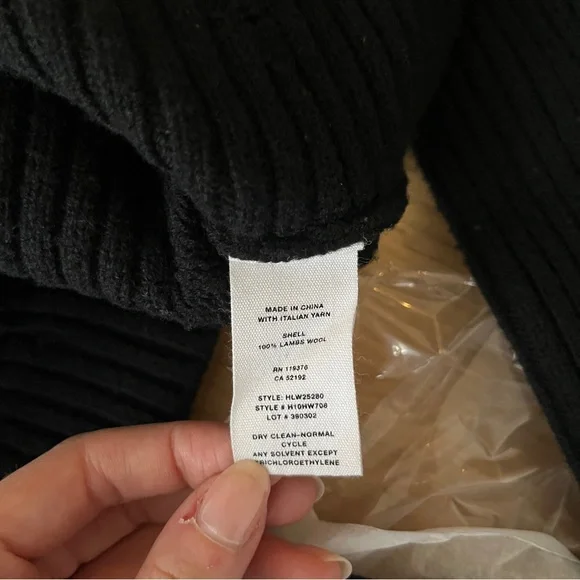 MADE IN CHINA
WITH ITALIAN YARN
SHELL
100% LAMBS WOOL
RN 119370
CA 52192
STYLE: HLW25280
STYLE # H10HW708
LOT # 390302
DRY CLEAN-NORMAL
CYCLE
ANY SOLVENT EXCEPT
TRICHLOROETHYLENE